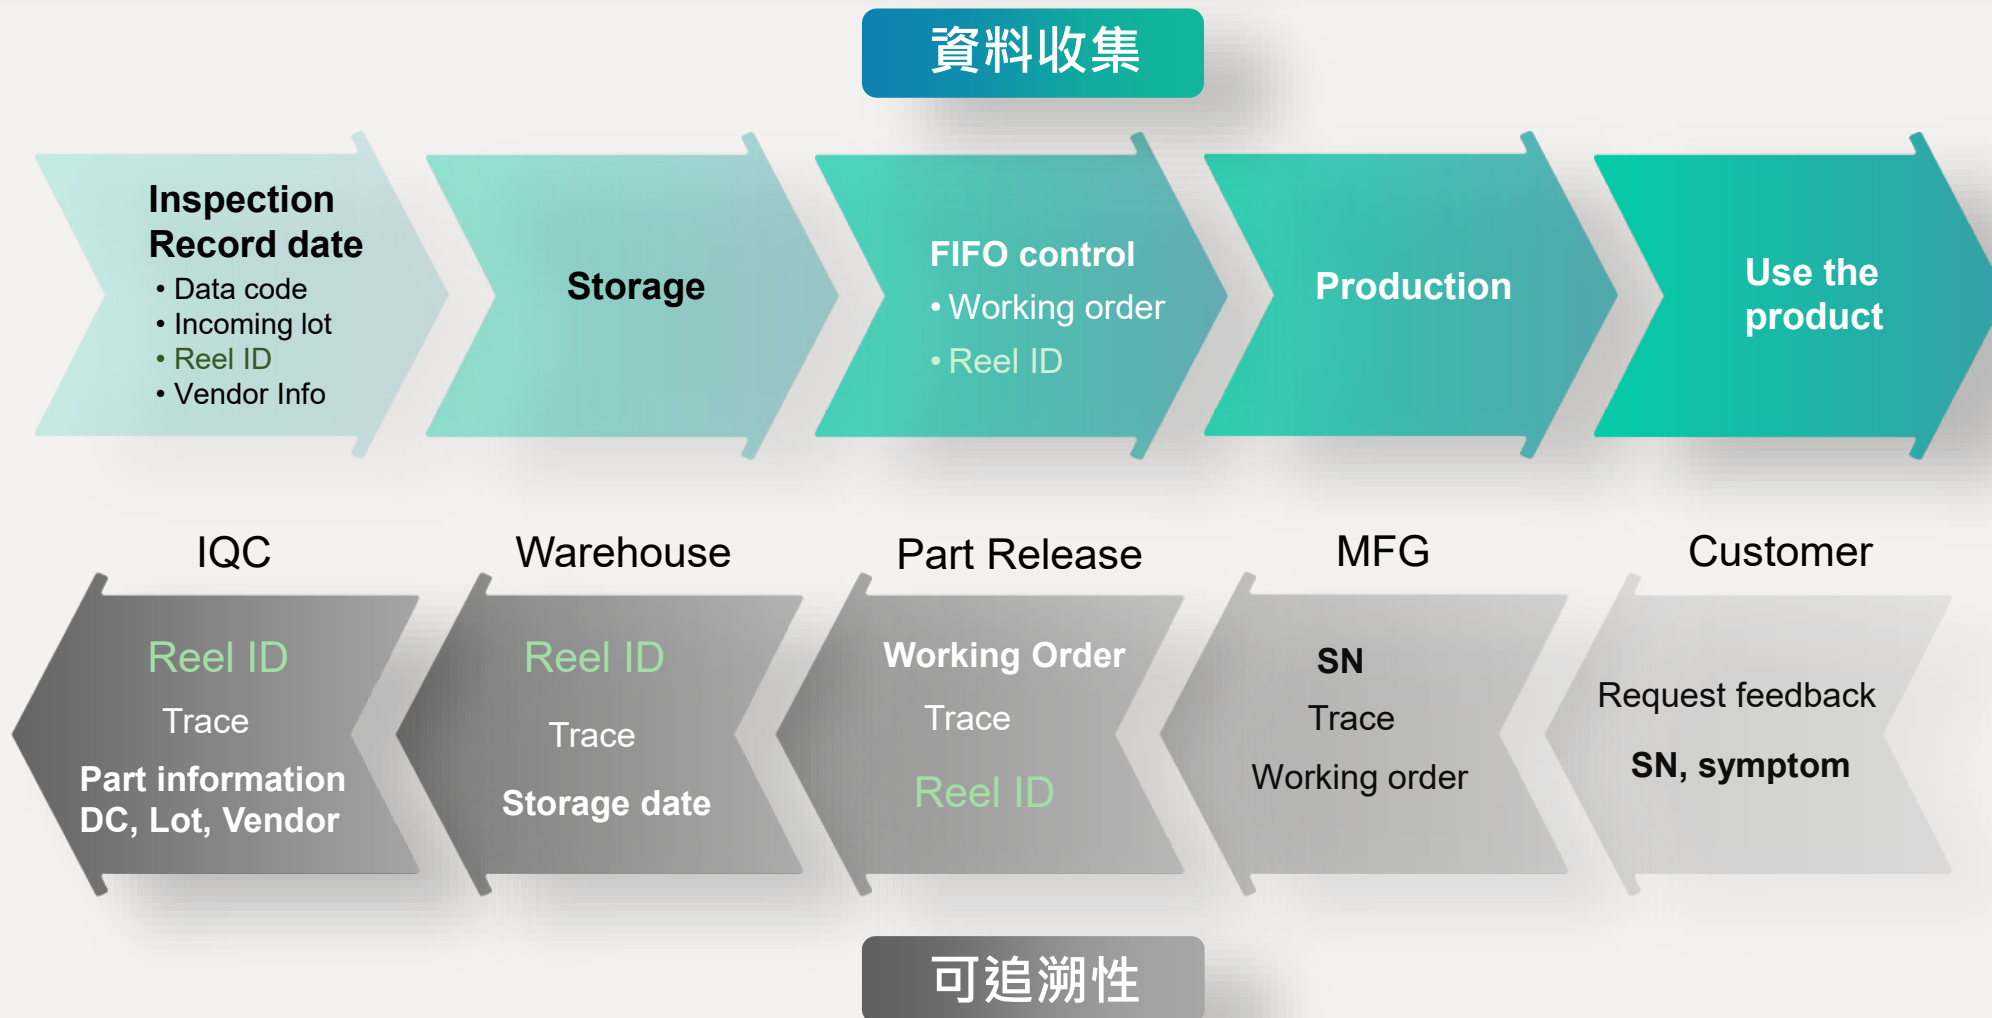 資料收集
Inspection
Record date
• Data code
• Incoming lot
• Reel ID
• Vendor Info
Storage
FIFO control
• Working order
• Reel ID
Production
Use the
product
IQC
Warehouse
Part Release
MFG
Customer
Reel ID
Trace
Part information
DC, Lot, Vendor
Reel ID
Trace
Storage date
Working Order
Trace
Reel ID
SN
Trace
Working order
Request feedback
SN, symptom
可追溯性